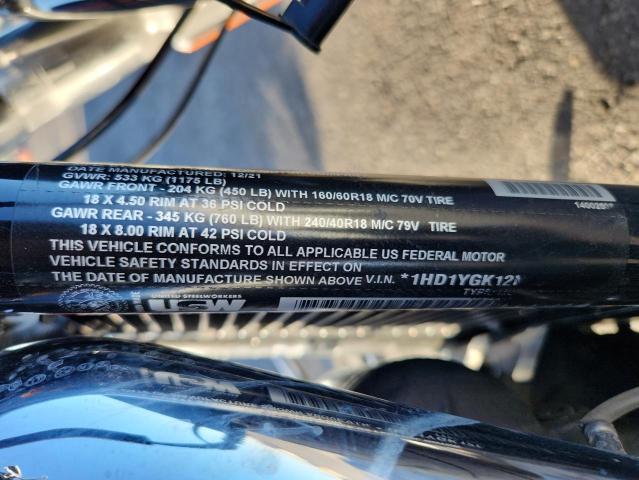 DATE MANUFACTURED: 12/21
GVWR: 533 KG (1175 LB)
GAWR FRONT - 204 KG (450 LB) WITH 160/60R18 M/C 70V TIRE
18 X 4.50 RIM AT 36 PSI COLD
GAWR REAR - 345 KG (760 LB) WITH 240/40R18 M/C 79V TIRE
18 X 8.00 RIM AT 42 PSI COLD
THIS VEHICLE CONFORMS TO ALL APPLICABLE US FEDERAL MOTOR
VEHICLE SAFETY STANDARDS IN EFFECT ON
THE DATE OF MANUFACTURE SHOWN ABOVE V.I.N. *1HD1YGK12
UNITED STEELWORKERS
USW